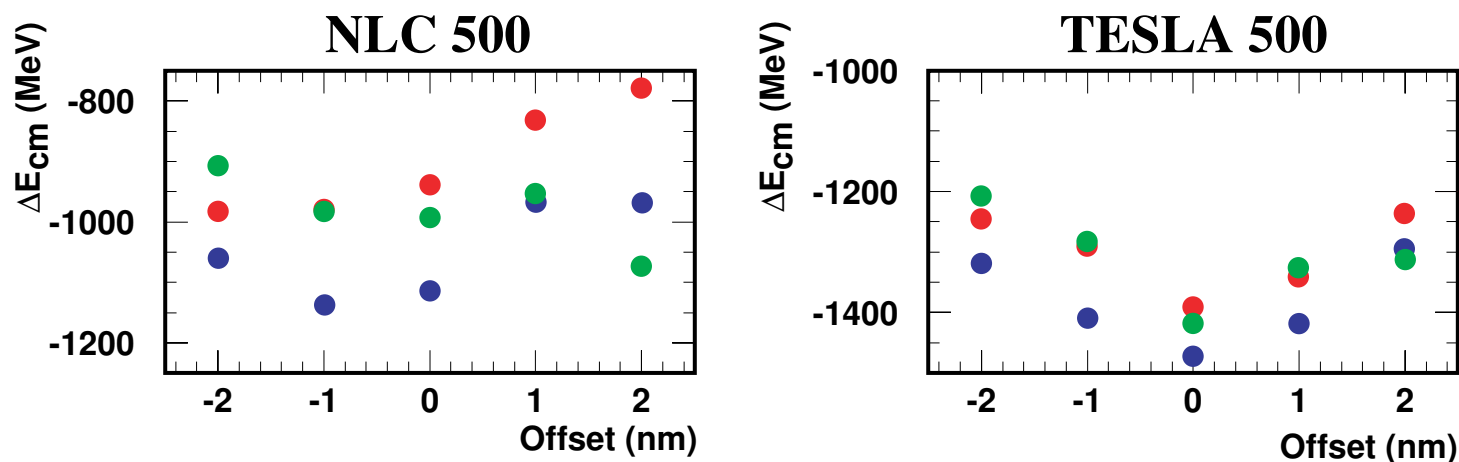 NLC 500
ΔEcm (MeV)
-800
-1000
-1200
-2 -1 0 1 2
Offset (nm)
TESLA 500
ΔEcm (MeV)
-1000
-1200
-1400
-2 -1 0 1 2
Offset (nm)